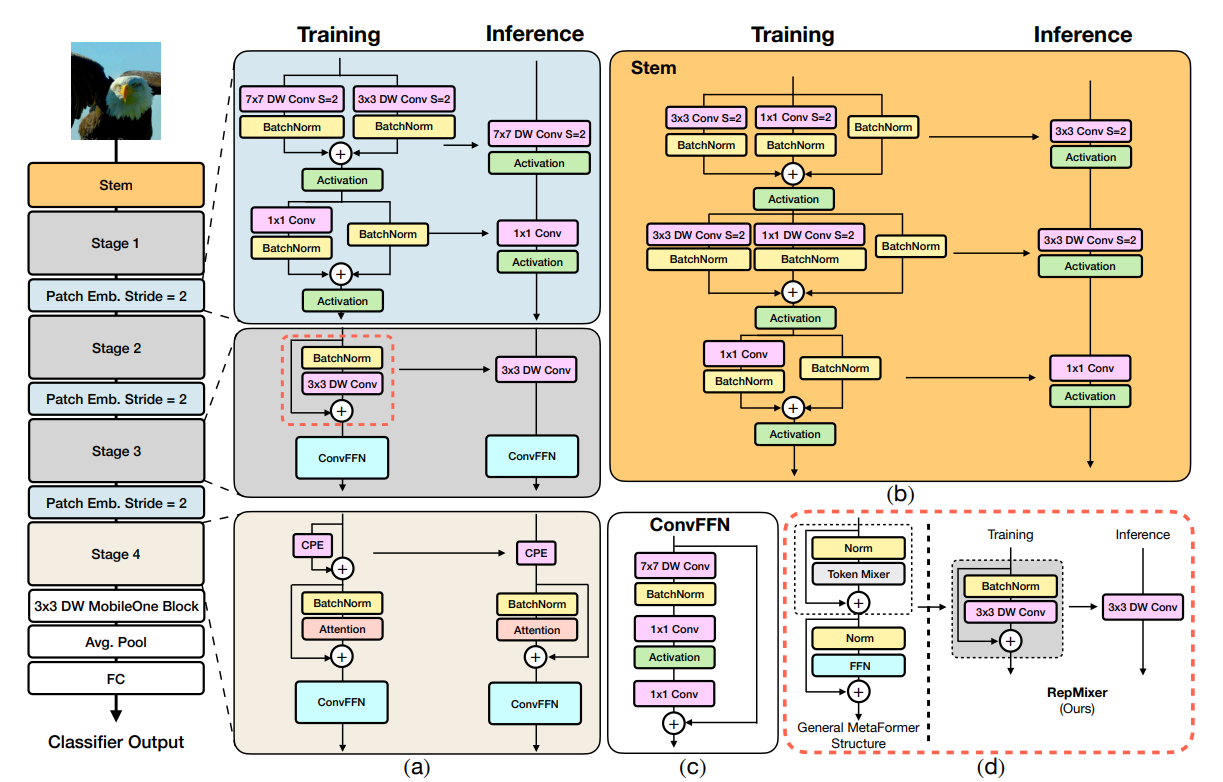 Training
Inference
Training
Inference
Stem
Stage 1
Patch Emb. Stride = 2
Stage 2
Patch Emb. Stride = 2
Stage 3
Patch Emb. Stride = 2
Stage 4
3x3 DW MobileOne Block
Avg. Pool
FC
Classifier Output
7x7 DW Conv S=2
3x3 DW Conv S=2
BatchNorm
BatchNorm
+
Activation
1x1 Conv
BatchNorm
BatchNorm
+
Activation
7x7 DW Conv S=2
Activation
1x1 Conv
Activation
BatchNorm
3x3 DW Conv
+
ConvFFN
3x3 DW Conv
ConvFFN
CPE
+
BatchNorm
Attention
+
ConvFFN
CPE
BatchNorm
Attention
+
ConvFFN
(a)
Stem
3x3 Conv S=2
1x1 Conv S=2
BatchNorm
BatchNorm
BatchNorm
+
Activation
3x3 DW Conv S=2
1x1 DW Conv S=2
BatchNorm
BatchNorm
BatchNorm
+
Activation
1x1 Conv
BatchNorm
BatchNorm
+
Activation
3x3 Conv S=2
Activation
3x3 DW Conv S=2
Activation
1x1 Conv
Activation
(b)
ConvFFN
7x7 DW Conv
BatchNorm
1x1 Conv
Activation
1x1 Conv
+
(c)
Norm
Token Mixer
+
Norm
FFN
+
General MetaFormer
Structure
Training
Inference
BatchNorm
3x3 DW Conv
+
3x3 DW Conv
RepMixer
(Ours)
(d)